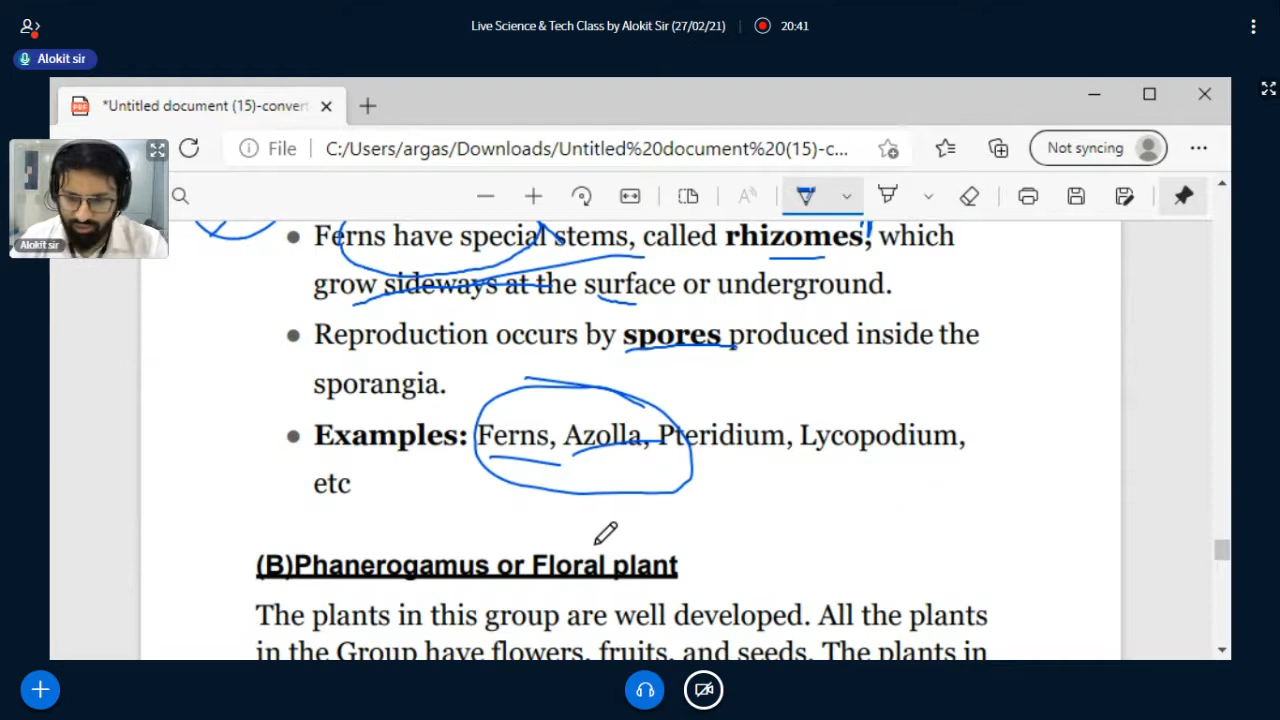 Live Science & Tech Class by Alokit Sir (27/02/21)
20:41
Alokit sir
*Untitled document (15)-convert
File
C:/Users/argas/Downloads/Untitled%20document%20(15)-c...
Not syncing
Alokit sir
Ferns have special stems, called rhizomes, which
grow sideways at the surface or underground.
Reproduction occurs by spores produced inside the
sporangia.
Examples: Ferns, Azolla, Pteridium, Lycopodium,
etc
(B)Phanerogamus or Floral plant
The plants in this group are well developed. All the plants
in the Group have flowers, fruits, and seeds. The plants in